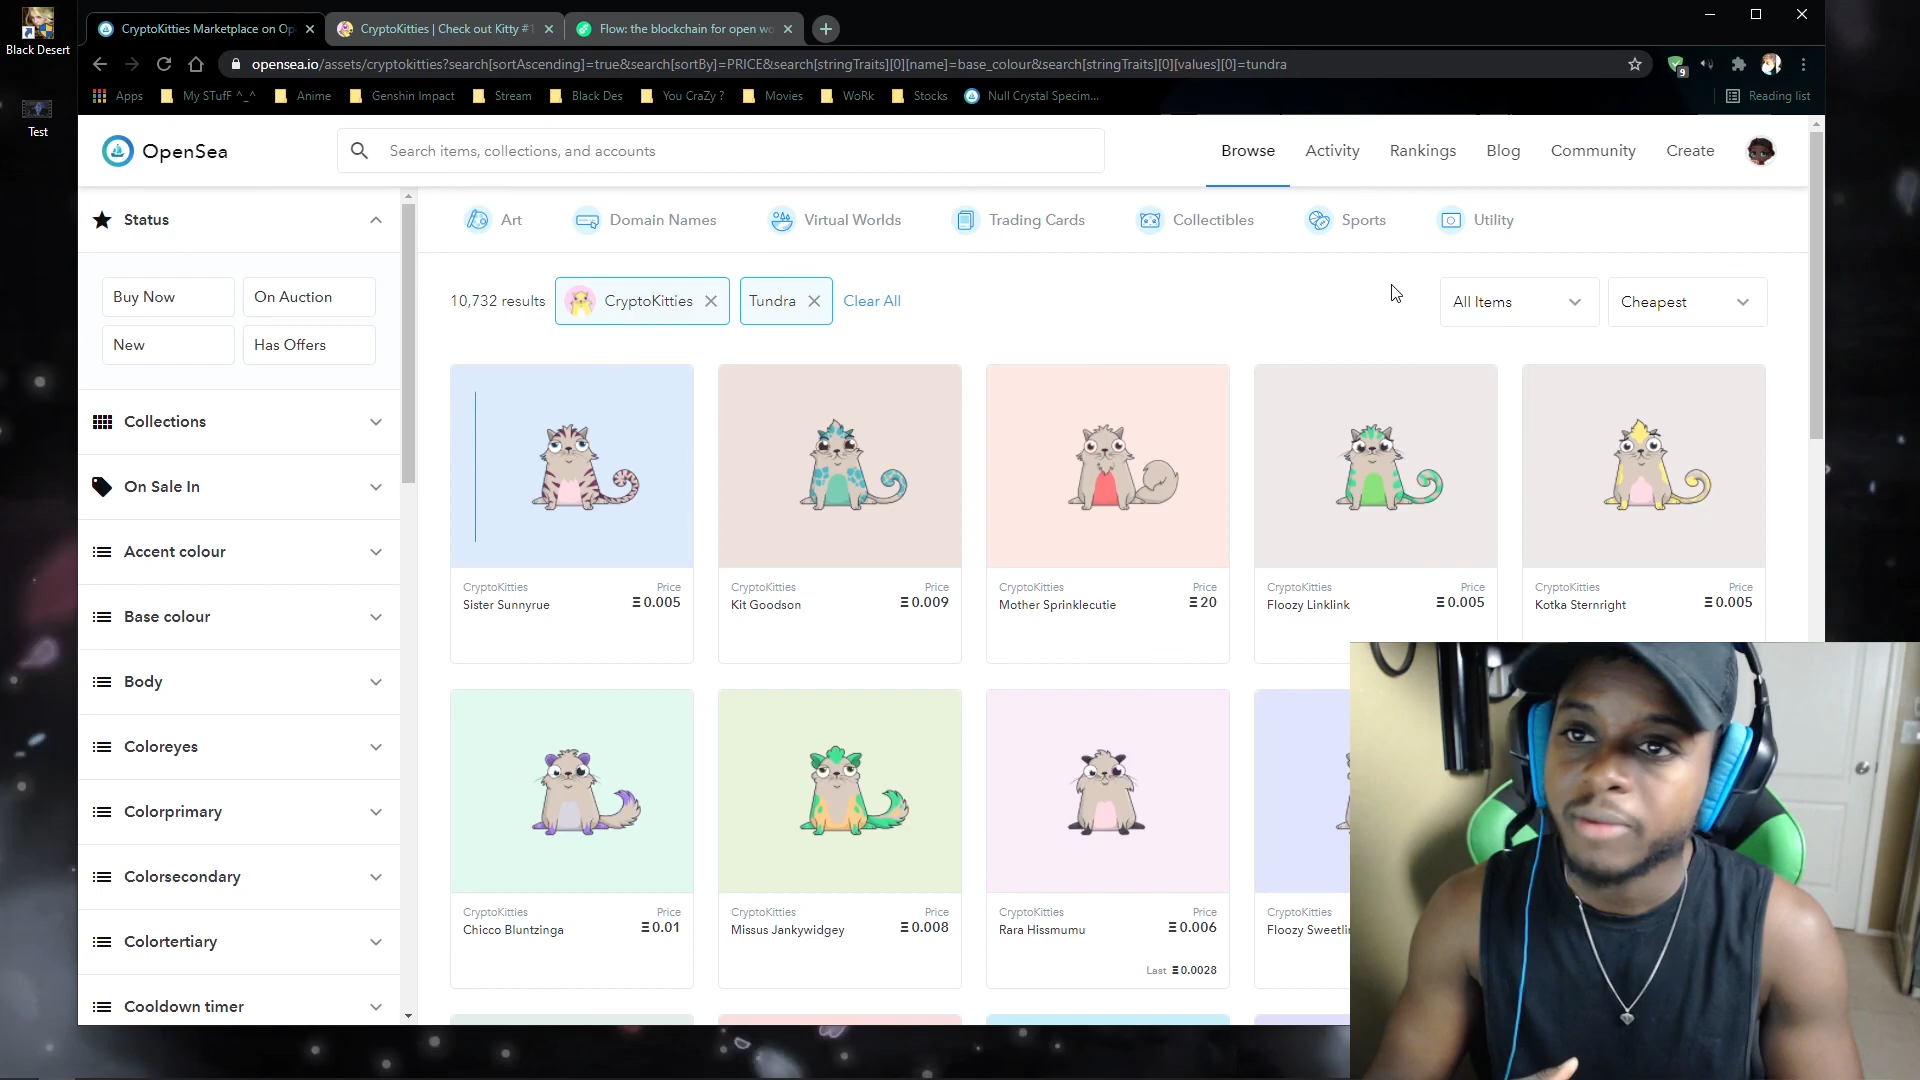 Black Desert
Test
CryptoKitties Marketplace on Op
CryptoKitties | Check out Kitty #1
Flow: the blockchain for open wo
opensea.io/assets/cryptokitties?search[sortAscending]=true&search[sortBy]=PRICE&search[stringTraits][0][name]=base_colour&search[stringTraits][0][values][0]=tundra
9
Apps
My STufF ^_^
Anime
Genshin Impact
Stream
Black Des
You CraZy ?
Movies
WoRk
Stocks
Null Crystal Specim...
Reading list
OpenSea
Search items, collections, and accounts
Browse
Activity
Rankings
Blog
Community
Create
Status
Buy Now
On Auction
New
Has Offers
Collections
On Sale In
Accent colour
Base colour
Body
Coloreyes
Colorprimary
Colorsecondary
Colortertiary
Cooldown timer
Art
Domain Names
Virtual Worlds
Trading Cards
Collectibles
Sports
Utility
10,732 results
CryptoKitties
Tundra
Clear All
All Items
Cheapest
CryptoKitties Price
Sister Sunnyrue Ξ 0.005
CryptoKitties Price
Kit Goodson Ξ 0.009
CryptoKitties Price
Mother Sprinklecutie Ξ 20
CryptoKitties Price
Floozy Linklink Ξ 0.005
CryptoKitties Price
Kotka Sternright Ξ 0.005
CryptoKitties Price
Chicco Bluntzinga Ξ 0.01
CryptoKitties Price
Missus Jankywidgey Ξ 0.008
CryptoKitties Price
Rara Hissmumu Ξ 0.006
Last Ξ 0.0028
CryptoKitties
Floozy Sweetli